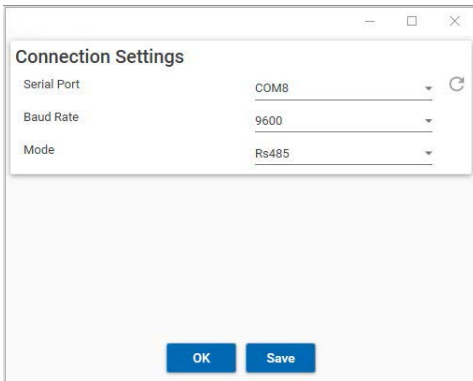 Connection Settings
Serial Port COM8
Baud Rate 9600
Mode Rs485
OK Save